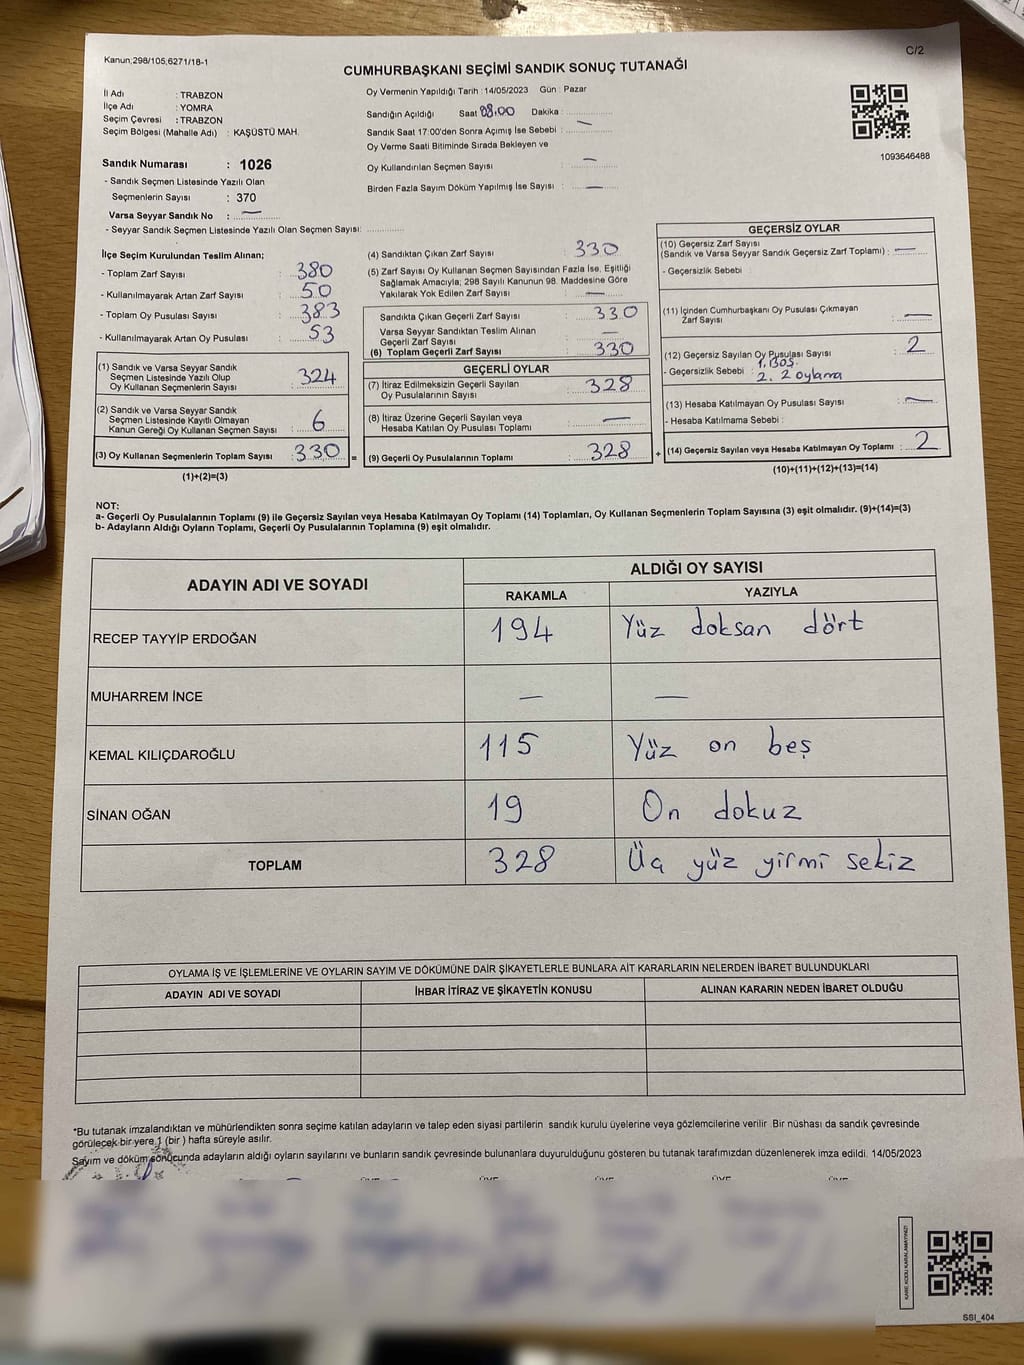 Kanun;298/105,6271/18-1
C/2
CUMHURBAŞKANI SEÇİMİ SANDIK SONUÇ TUTANAĞI
İl Adı : TRABZON
İlçe Adı : YOMRA
Seçim Çevresi : TRABZON
Seçim Bölgesi (Mahalle Adı) : KAŞÜSTÜ MAH.
Sandık Numarası : 1026
- Sandık Seçmen Listesinde Yazılı Olan
Seçmenlerin Sayısı : 370
Varsa Seyyar Sandık No : —
- Seyyar Sandık Seçmen Listesinde Yazılı Olan Seçmen Sayısı:
Oy Vermenin Yapıldığı Tarih : 14/05/2023 Gün : Pazar
Sandığın Açıldığı Saat 08.00 Dakika :
Sandık Saat 17:00'den Sonra Açımış İse Sebebi : —
Oy Verme Saati Bitiminde Sırada Bekleyen ve
Oy Kullandırılan Seçmen Sayısı : —
Birden Fazla Sayım Döküm Yapılmış İse Sayısı : —
1093646488
İlçe Seçim Kurulundan Teslim Alınan;
- Toplam Zarf Sayısı : 380
- Kullanılmayarak Artan Zarf Sayısı : 50
- Toplam Oy Pusulası Sayısı : 383
- Kullanılmayarak Artan Oy Pusulası : 53
(1) Sandık ve Varsa Seyyar Sandık
Seçmen Listesinde Yazılı Olup
Oy Kullanan Seçmenlerin Sayısı : 324
(2) Sandık ve Varsa Seyyar Sandık
Seçmen Listesinde Kayıtlı Olmayan
Kanun Gereği Oy Kullanan Seçmen Sayısı : 6
(3) Oy Kullanan Seçmenlerin Toplam Sayısı : 330 =
(1)+(2)=(3)
(4) Sandıktan Çıkan Zarf Sayısı : 330
(5) Zarf Sayısı Oy Kullanan Seçmen Sayısından Fazla İse, Eşitliği
Sağlamak Amacıyla; 298 Sayılı Kanunun 98. Maddesine Göre
Yakılarak Yok Edilen Zarf Sayısı : —
Sandıkta Çıkan Geçerli Zarf Sayısı : 330
Varsa Seyyar Sandıktan Teslim Alınan
Geçerli Zarf Sayısı : —
(6) Toplam Geçerli Zarf Sayısı : 330
GEÇERLİ OYLAR
(7) İtiraz Edilmeksizin Geçerli Sayılan
Oy Pusulalarının Sayısı : 328
(8) İtiraz Üzerine Geçerli Sayılan veya
Hesaba Katılan Oy Pusulası Toplamı : —
(9) Geçerli Oy Pusulalarının Toplamı : 328 +
GEÇERSİZ OYLAR
(10) Geçersiz Zarf Sayısı
(Sandık ve Varsa Seyyar Sandık Geçersiz Zarf Toplamı) : —
- Geçersizlik Sebebi :
(11) İçinden Cumhurbaşkanı Oy Pusulası Çıkmayan
Zarf Sayısı : —
(12) Geçersiz Sayılan Oy Pusulası Sayısı : 2
- Geçersizlik Sebebi : 1. Boş
2. 2 oylama
(13) Hesaba Katılmayan Oy Pusulası Sayısı : —
- Hesaba Katılmama Sebebi :
(14) Geçersiz Sayılan veya Hesaba Katılmayan Oy Toplamı : 2
(10)+(11)+(12)+(13)=(14)
NOT:
a- Geçerli Oy Pusulalarının Toplamı (9) ile Geçersiz Sayılan veya Hesaba Katılmayan Oy Toplamı (14) Toplamları, Oy Kullanan Seçmenlerin Toplam Sayısına (3) eşit olmalıdır. (9)+(14)=(3)
b- Adayların Aldığı Oyların Toplamı, Geçerli Oy Pusulalarının Toplamına (9) eşit olmalıdır.
ADAYIN ADI VE SOYADI
ALDIĞI OY SAYISI
RAKAMLA YAZIYLA
RECEP TAYYİP ERDOĞAN 194 Yüz doksan dört
MUHARREM İNCE — —
KEMAL KILIÇDAROĞLU 115 Yüz on beş
SİNAN OĞAN 19 On dokuz
TOPLAM 328 Üç yüz yirmi sekiz
OYLAMA İŞ VE İŞLEMLERİNE VE OYLARIN SAYIM VE DÖKÜMÜNE DAİR ŞİKAYETLERLE BUNLARA AİT KARARLARIN NELERDEN İBARET BULUNDUKLARI
ADAYIN ADI VE SOYADI İHBAR İTİRAZ VE ŞİKAYETİN KONUSU ALINAN KARARIN NEDEN İBARET OLDUĞU
*Bu tutanak imzalandıktan ve mühürlendikten sonra seçime katılan adayların ve talep eden siyasi partilerin sandık kurulu üyelerine veya gözlemcilerine verilir. Bir nüshası da sandık çevresinde
görülecek bir yere 1 (bir) hafta süreyle asılır.
Sayım ve döküm sonucunda adayların aldığı oyların sayılarını ve bunların sandık çevresinde bulunanlara duyurulduğunu gösteren bu tutanak tarafımızdan düzenlenerek imza edildi. 14/05/2023
KARE KODU KARALAMAYINIZ!
SSI_404